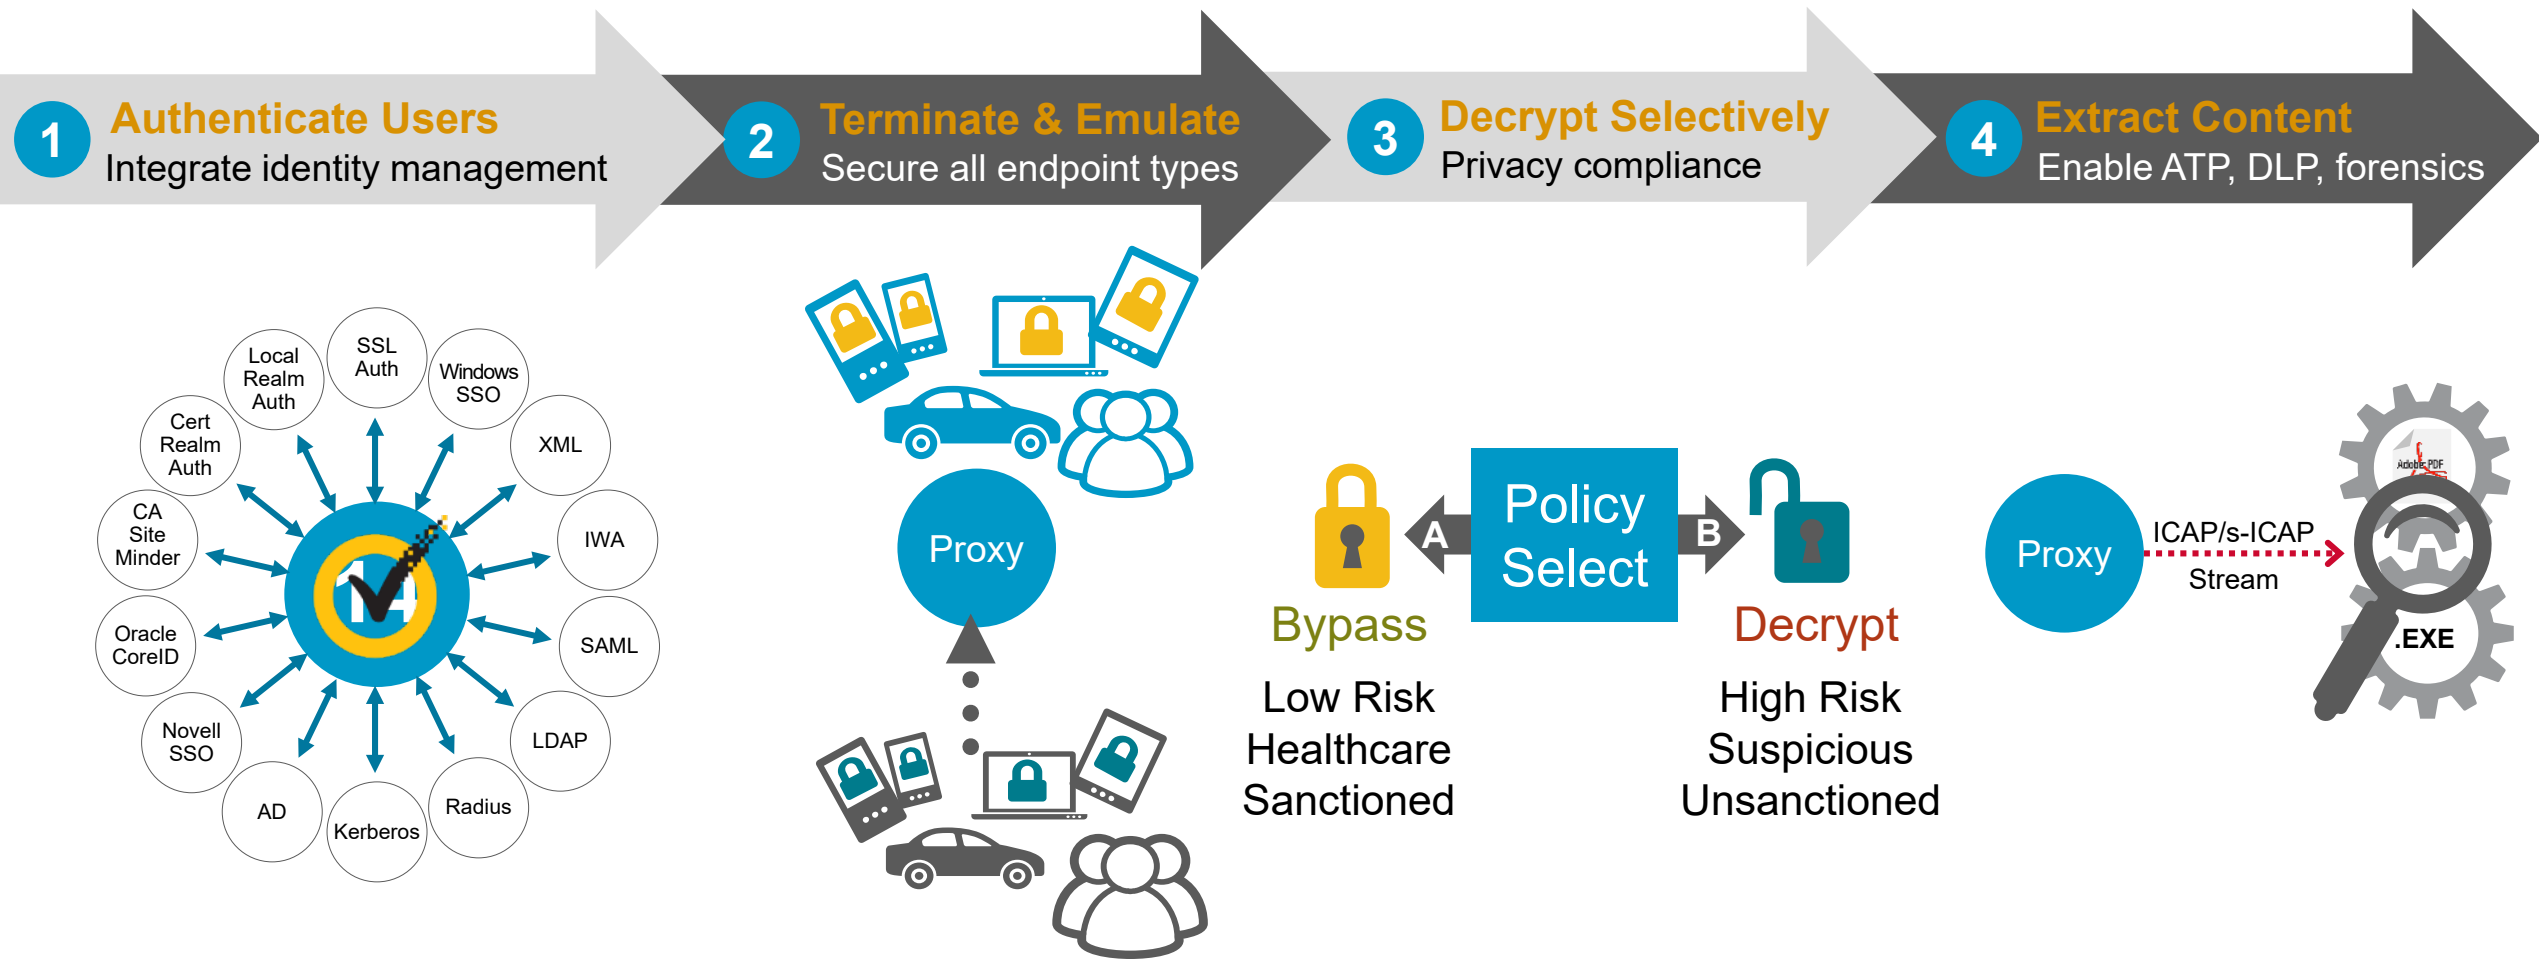 1
Authenticate Users
Integrate identity management
2
Terminate & Emulate
Secure all endpoint types
3
Decrypt Selectively
Privacy compliance
4
Extract Content
Enable ATP, DLP, forensics
SSL
Auth
Windows
SSO
XML
IWA
SAML
LDAP
Radius
Kerberos
AD
Novell
SSO
Oracle
CoreID
CA
Site
Minder
Cert
Realm
Auth
Local
Realm
Auth
14
Proxy
A
Policy
Select
B
Bypass
Low Risk
Healthcare
Sanctioned
Decrypt
High Risk
Suspicious
Unsanctioned
Proxy
ICAP/s-ICAP
Stream
Adobe PDF
.EXE